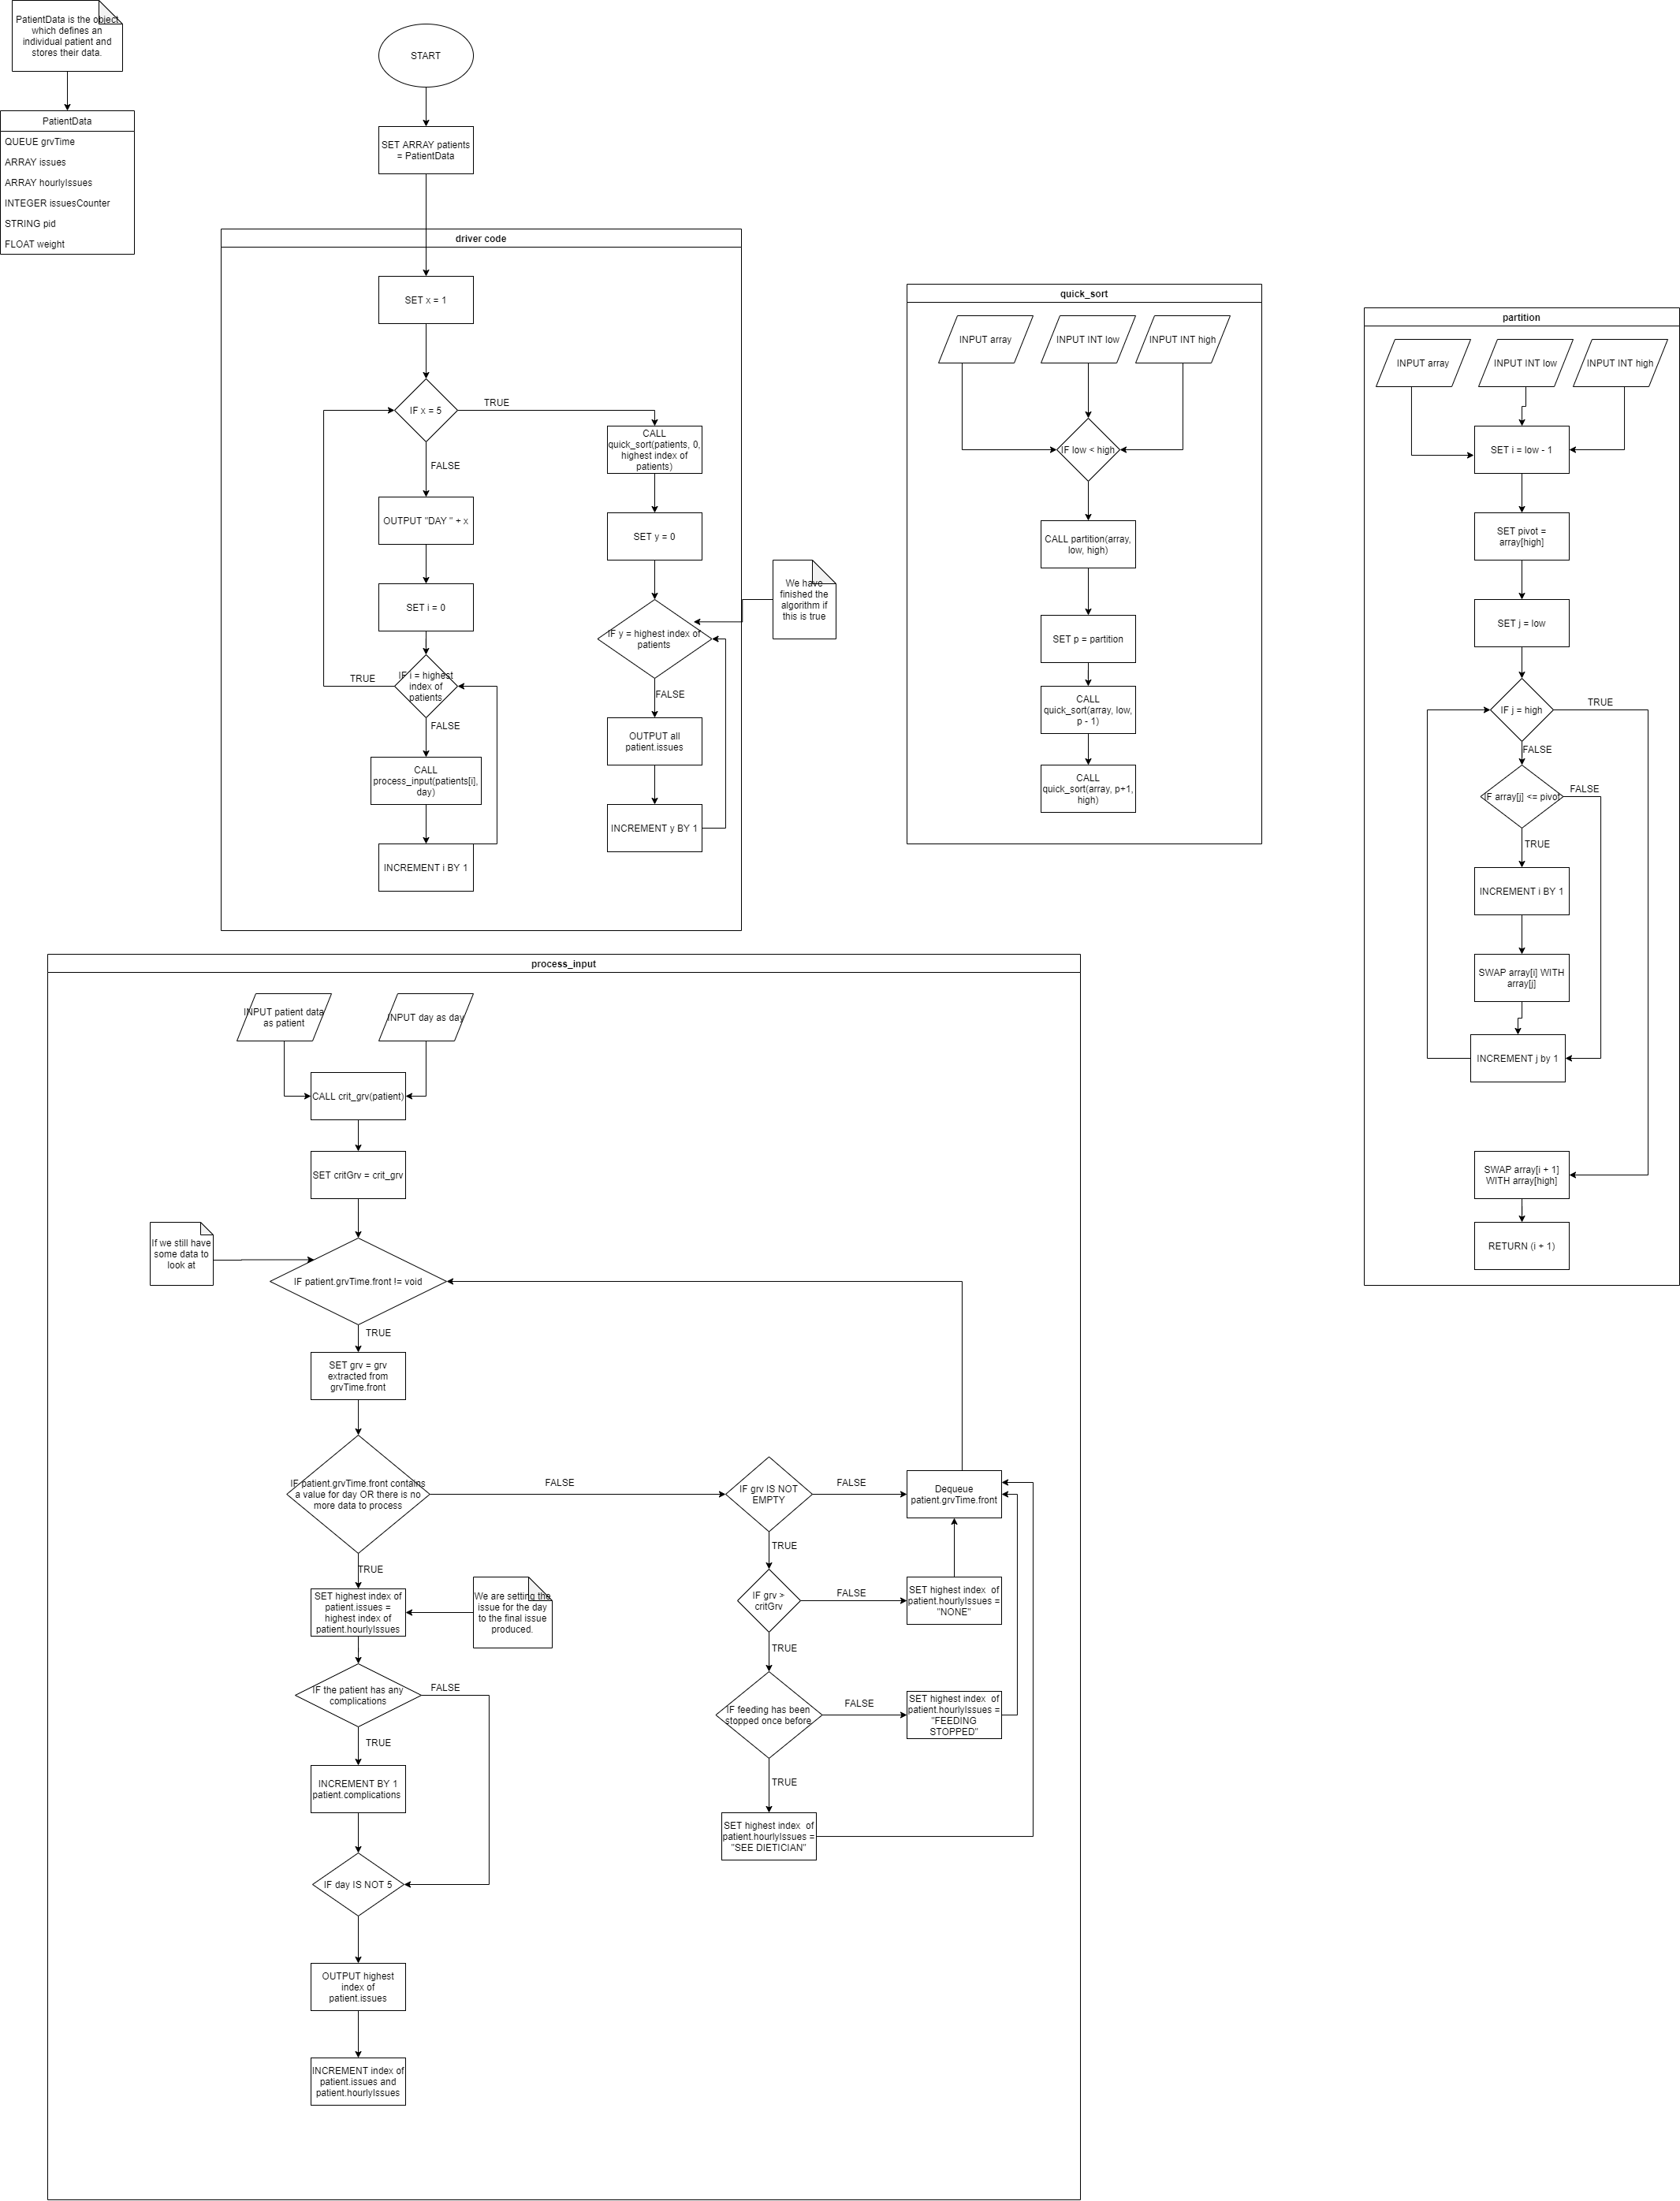 PatientData is the object
which defines an
individual patient and
stores their data.
PatientData
QUEUE grvTime
ARRAY issues
ARRAY hourlyIssues
INTEGER issuesCounter
STRING pid
FLOAT weight
START
SET ARRAY patients
= PatientData
driver code
SET x = 1
IF x = 5
TRUE
FALSE
OUTPUT "DAY " + x
SET i = 0
IF i = highest
index of
patients
TRUE
FALSE
CALL
process_input(patients[i],
day)
INCREMENT i BY 1
CALL
quick_sort(patients, 0,
highest index of
patients)
SET y = 0
IF y = highest index of
patients
FALSE
OUTPUT all
patient.issues
INCREMENT y BY 1
We have
finished the
algorithm if
this is true
quick_sort
INPUT array
INPUT INT low
INPUT INT high
IF low < high
CALL partition(array,
low, high)
SET p = partition
CALL
quick_sort(array, low,
p - 1)
CALL
quick_sort(array, p+1,
high)
partition
INPUT array
INPUT INT low
INPUT INT high
SET i = low - 1
SET pivot =
array[high]
SET j = low
IF j = high
TRUE
FALSE
IF array[j] <= pivot
FALSE
TRUE
INCREMENT i BY 1
SWAP array[i] WITH
array[j]
INCREMENT j by 1
SWAP array[i + 1]
WITH array[high]
RETURN (i + 1)
process_input
INPUT patient data
as patient
INPUT day as day
CALL crit_grv(patient)
SET critGrv = crit_grv
If we still have
some data to
look at
IF patient.grvTime.front != void
TRUE
SET grv = grv
extracted from
grvTime.front
IF patient.grvTime.front contains
a value for day OR there is no
more data to process
FALSE
TRUE
SET highest index of
patient.issues =
highest index of
patient.hourlyIssues
We are setting the
issue for the day
to the final issue
produced.
IF the patient has any
complications
FALSE
TRUE
INCREMENT BY 1
patient.complications
IF day IS NOT 5
OUTPUT highest
index of
patient.issues
INCREMENT index of
patient.issues and
patient.hourlyIssues
IF grv IS NOT
EMPTY
FALSE
Dequeue
patient.grvTime.front
TRUE
IF grv >
critGrv
FALSE
SET highest index of
patient.hourlyIssues =
"NONE"
TRUE
IF feeding has been
stopped once before
FALSE
SET highest index of
patient.hourlyIssues =
"FEEDING
STOPPED"
TRUE
SET highest index of
patient.hourlyIssues =
"SEE DIETICIAN"